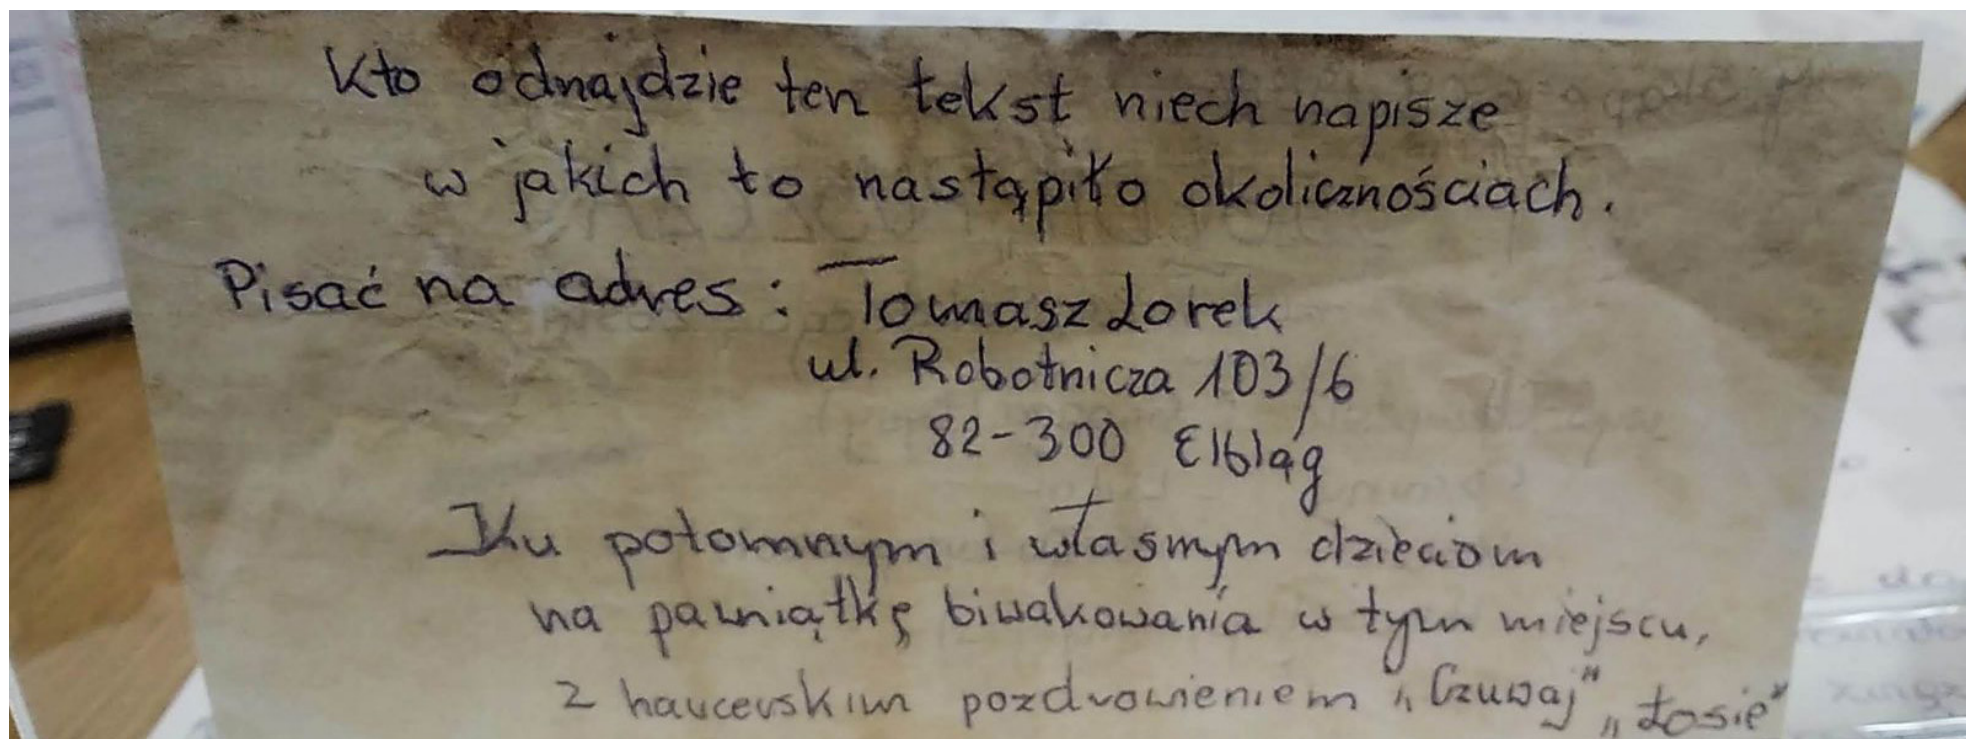 Kto odnajdzie ten tekst niech napisze
w jakich to nastąpiło okolicznościach.
Pisać na adres: Tomasz Lorek
ul. Robotnicza 103/6
82-300 Elbląg
Ku potomnym i własnym dzieciom
na pamiątkę biwakowania w tym miejscu,
z harcerskim pozdrowieniem "Czuwaj" „Łosie"